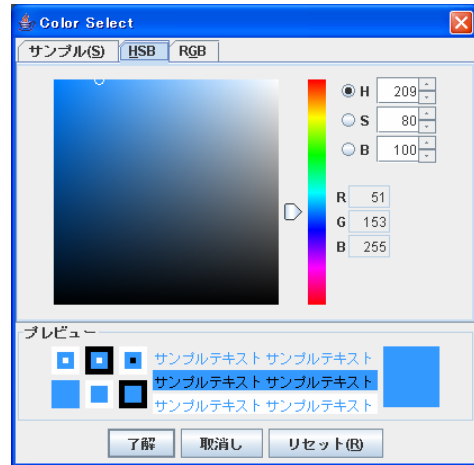 Color Select
サンプル(S) HSB RGB
H 209
S 80
B 100
R 51
G 153
B 255
プレビュー
サンプルテキスト サンプルテキスト
サンプルテキスト サンプルテキスト
サンプルテキスト サンプルテキスト
了解 取消し リセット(R)